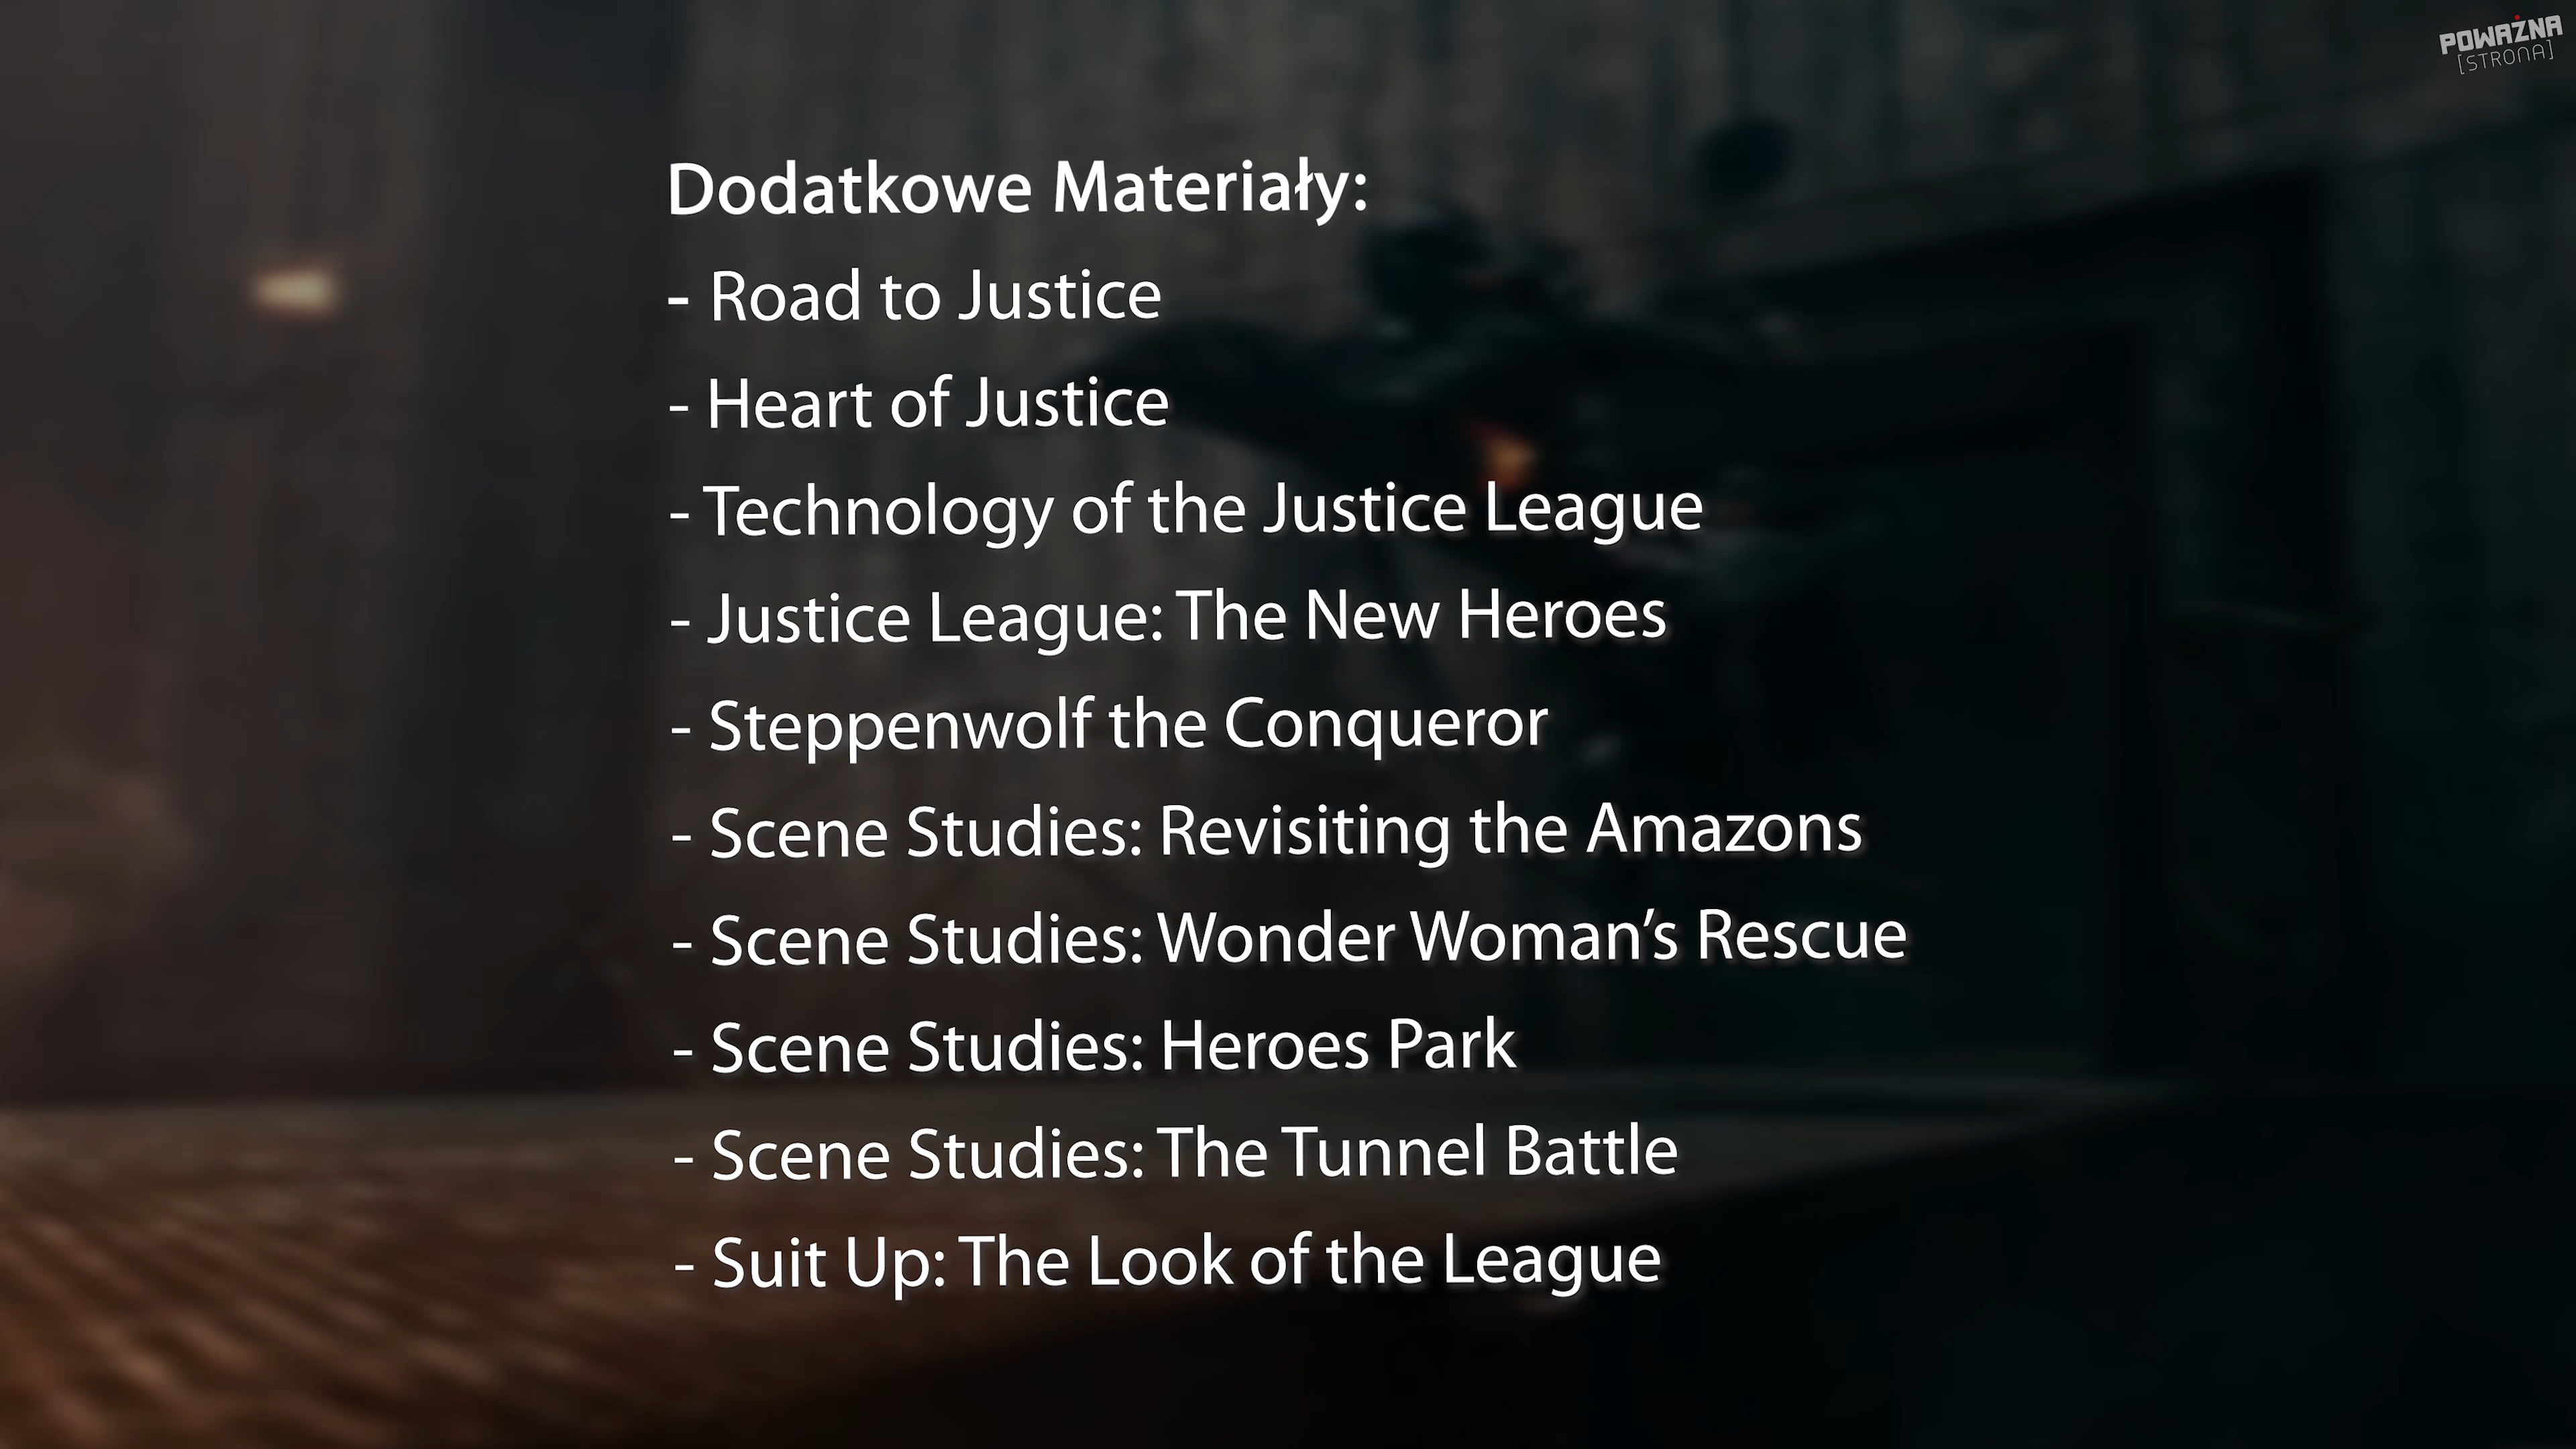 POWAŻNA
[STRONA]
Dodatkowe Materiały:
- Road to Justice
- Heart of Justice
- Technology of the Justice League
- Justice League: The New Heroes
- Steppenwolf the Conqueror
- Scene Studies: Revisiting the Amazons
- Scene Studies: Wonder Woman’s Rescue
- Scene Studies: Heroes Park
- Scene Studies: The Tunnel Battle
- Suit Up: The Look of the League